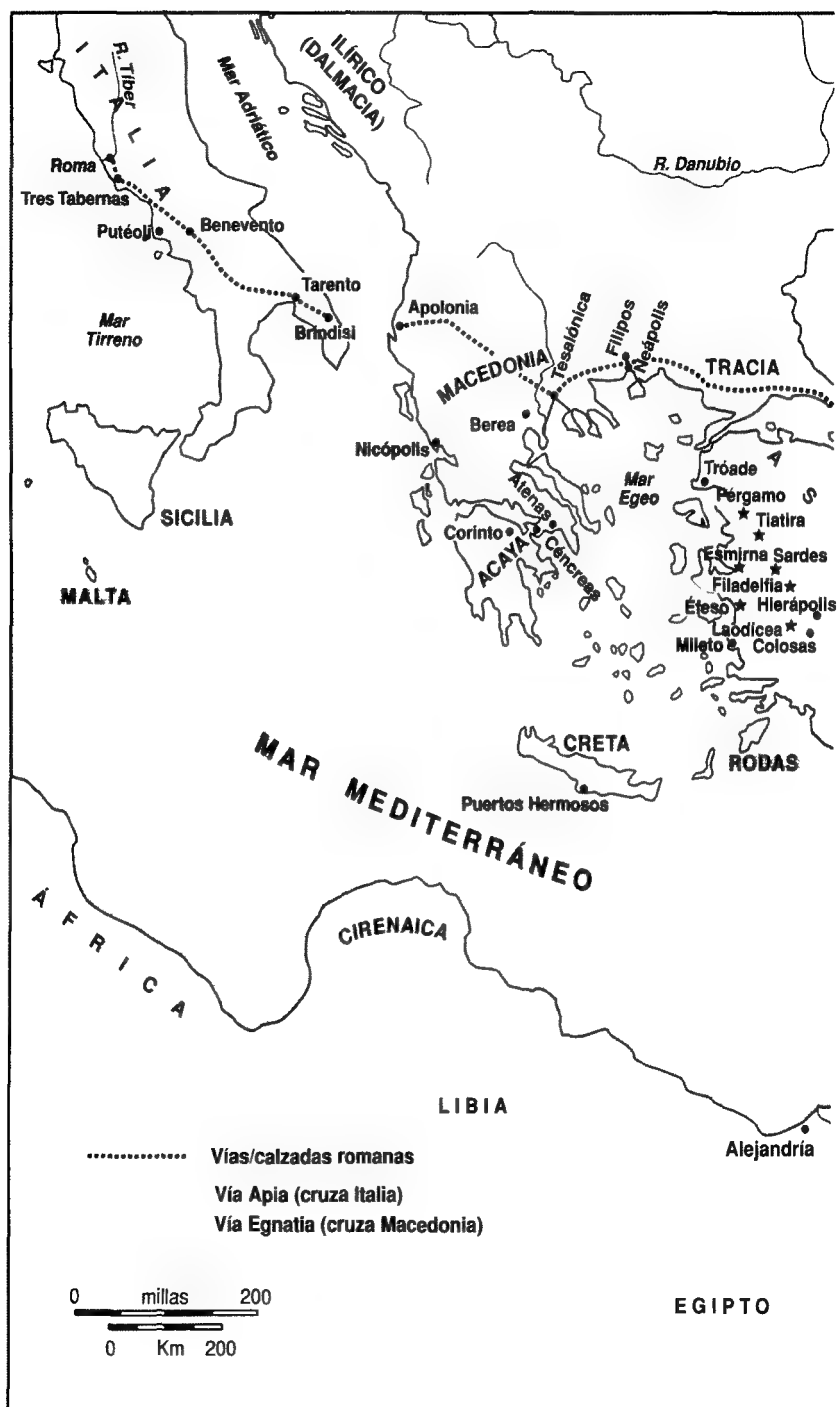 ITALIA
R. Tíber
Mar Adriático
ILÍRICO
(DALMACIA)
R. Danubio
Roma
Tres Tabernas
Putéoli
Benevento
Tarento
Brindisi
Mar
Tirreno
Apolonia
MACEDONIA
Tesalónica
Filipos
Neápolis
TRACIA
Berea
Nicópolis
Mar
Egeo
A S
Tróade
Pérgamo
Tiatira
Esmirna
Sardes
Filadelfia
Éfeso
Hierápolis
Laodicea
Mileto
Colosas
Atenas
Corinto
ACAYA
Céncreas
SICILIA
MALTA
CRETA
RODAS
Puertos Hermosos
MAR MEDITERRÁNEO
ÁFRICA
CIRENAICA
LIBIA
Alejandría
Vías/calzadas romanas
Vía Apia (cruza Italia)
Vía Egnatia (cruza Macedonia)
0 millas 200
0 Km 200
EGIPTO